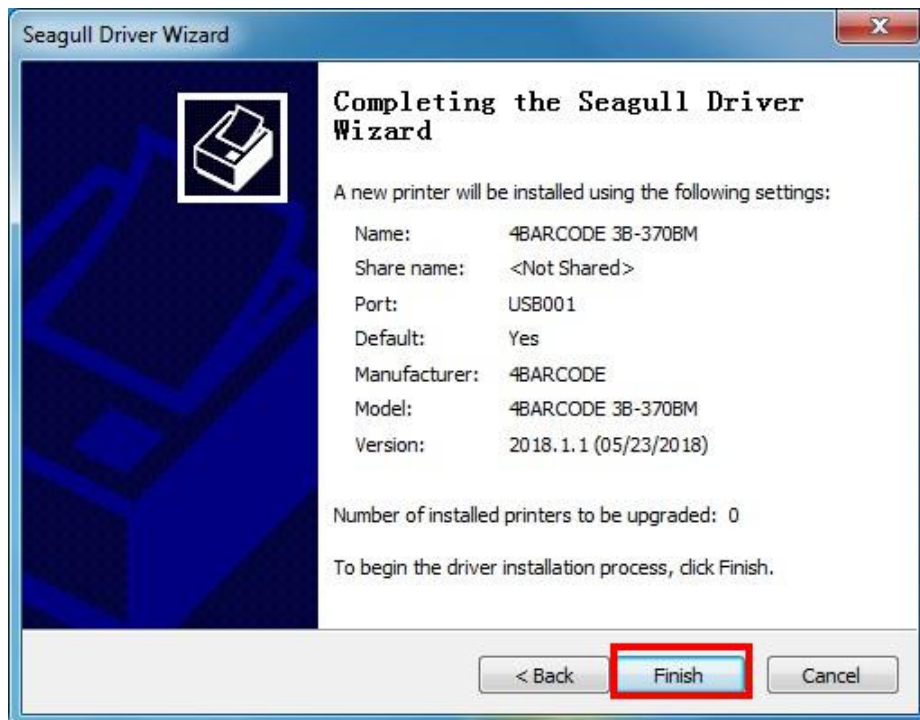 Seagull Driver Wizard
Completing the Seagull Driver
Wizard
A new printer will be installed using the following settings:
Name: 4BARCODE 3B-370BM
Share name: <Not Shared>
Port: USB001
Default: Yes
Manufacturer: 4BARCODE
Model: 4BARCODE 3B-370BM
Version: 2018.1.1 (05/23/2018)
Number of installed printers to be upgraded: 0
To begin the driver installation process, click Finish.
< Back Finish Cancel